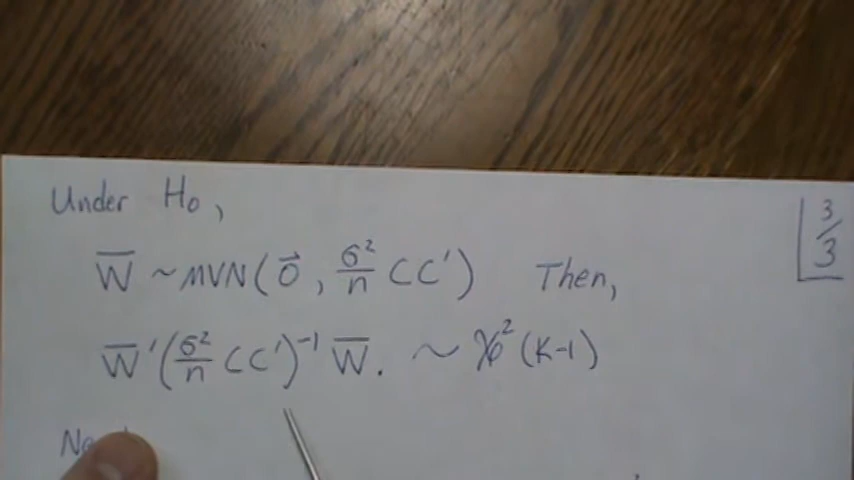 Under H₀,
3/3
W̅ ~ MVN(0⃗, σ²/n CC') Then,
W̅'(σ²/n CC')⁻¹ W̅. ~ χ²(K-1)